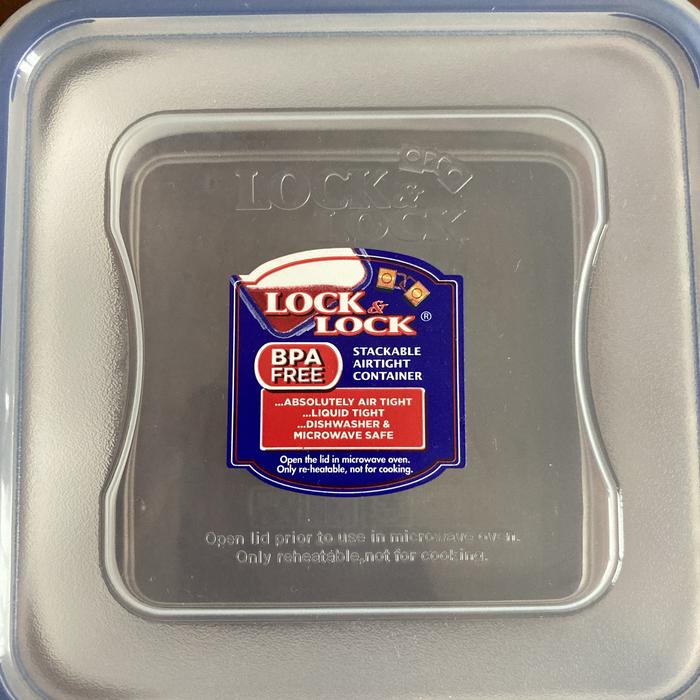 LOCK &
LOCK
LOCK &
LOCK ®
BPA
FREE
STACKABLE
AIRTIGHT
CONTAINER
...ABSOLUTELY AIR TIGHT
...LIQUID TIGHT
...DISHWASHER &
MICROWAVE SAFE
Open the lid in microwave oven.
Only re-heatable, not for cooking.
Open lid prior to use in microwave oven.
Only reheatable,not for cooking.